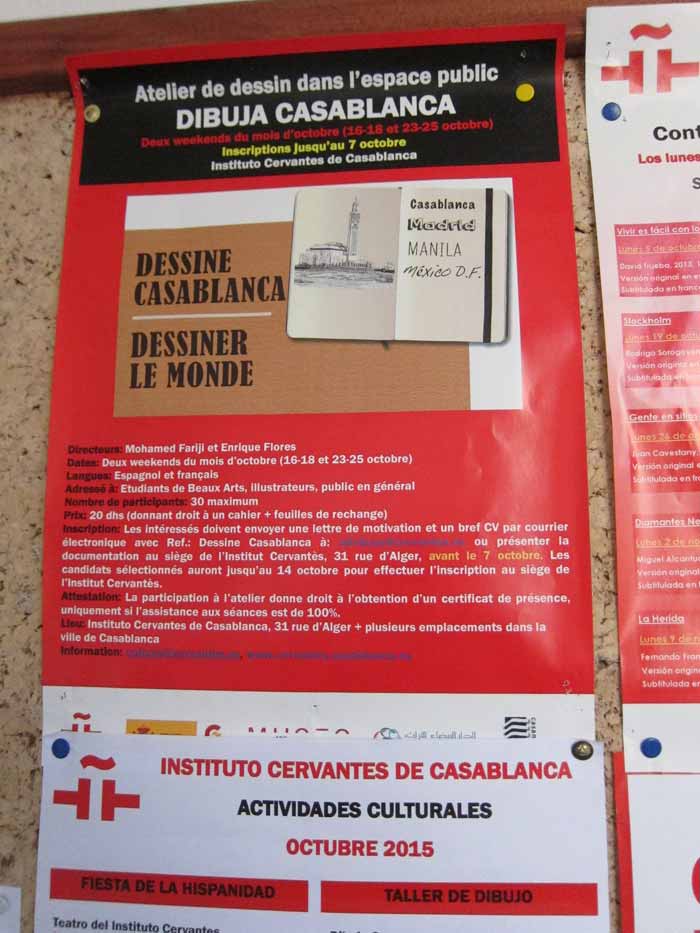 Atelier de dessin dans l'espace public
DIBUJA CASABLANCA
Deux weekends du mois d'octobre (16-18 et 23-25 octobre)
Inscriptions jusqu'au 7 octobre
Instituto Cervantes de Casablanca
DESSINE
CASABLANCA
DESSINER
LE MONDE
Casablanca
Madrid
MANILA
México D.F.
Directeurs: Mohamed Fariji et Enrique Flores
Dates: Deux weekends du mois d'octobre (16-18 et 23-25 octobre)
Langues: Espagnol et français
Adressé à: Etudiants de Beaux Arts, illustrateurs, public en général
Nombre de participants: 30 maximum
Prix: 20 dhs (donnant droit à un cahier + feuilles de rechange)
Inscription: Les intéressés doivent envoyer une lettre de motivation et un bref CV par courrier
électronique avec Ref.: Dessine Casablanca à: ou présenter la
documentation au siège de l'Institut Cervantès, 31 rue d'Alger, avant le 7 octobre. Les
candidats sélectionnés auront jusqu'au 14 octobre pour effectuer l'inscription au siège de
l'Institut Cervantès.
Attestation: La participation à l'atelier donne droit à l'obtention d'un certificat de présence,
uniquement si l'assistance aux séances est de 100%.
Lieu: Instituto Cervantes de Casablanca, 31 rue d'Alger + plusieurs emplacements dans la
ville de Casablanca
Information:
INSTITUTO CERVANTES DE CASABLANCA
ACTIVIDADES CULTURALES
OCTUBRE 2015
FIESTA DE LA HISPANIDAD
TALLER DE DIBUJO
Teatro del Instituto Cervantes
Cont
Los lunes
S
Vivir es fácil con lo
Lunes 5 de octubre
David Trueba, 2013, 1
Versión original en e
Subtitulada en franc
Stockholm
Lunes 19 de octu
Rodrigo Sorogoyen
Versión original en
Subtitulada en
Gente en sitios
Lunes 26 de o
Juan Cavestany,
Versión original
Subtitulada en
Diamantes Ne
Lunes 2 de no
Miguel Alcantu
Versión original
Subtitulada en
La Herida
Lunes 9 de n
Fernando Fran
Versión origin
Subtitulada en